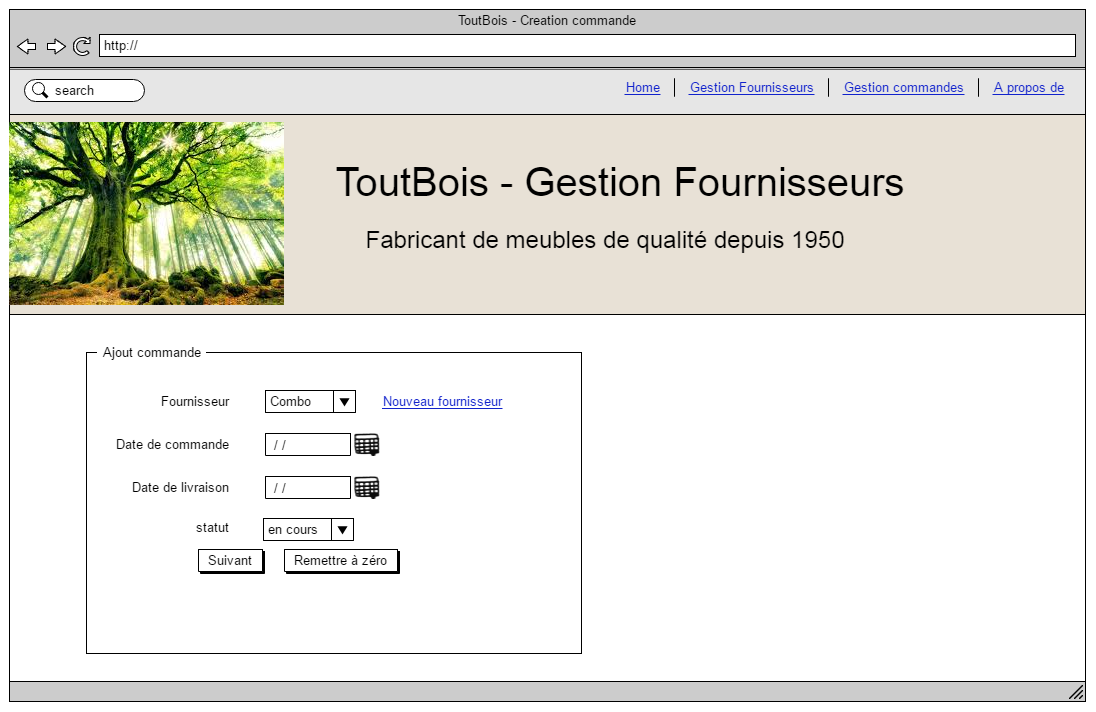 ToutBois - Creation commande
http://
search
Home
Gestion Fournisseurs
Gestion commandes
A propos de
ToutBois - Gestion Fournisseurs
Fabricant de meubles de qualité depuis 1950
Ajout commande
Fournisseur Combo Nouveau fournisseur
Date de commande / /
Date de livraison / /
statut en cours
Suivant Remettre à zéro